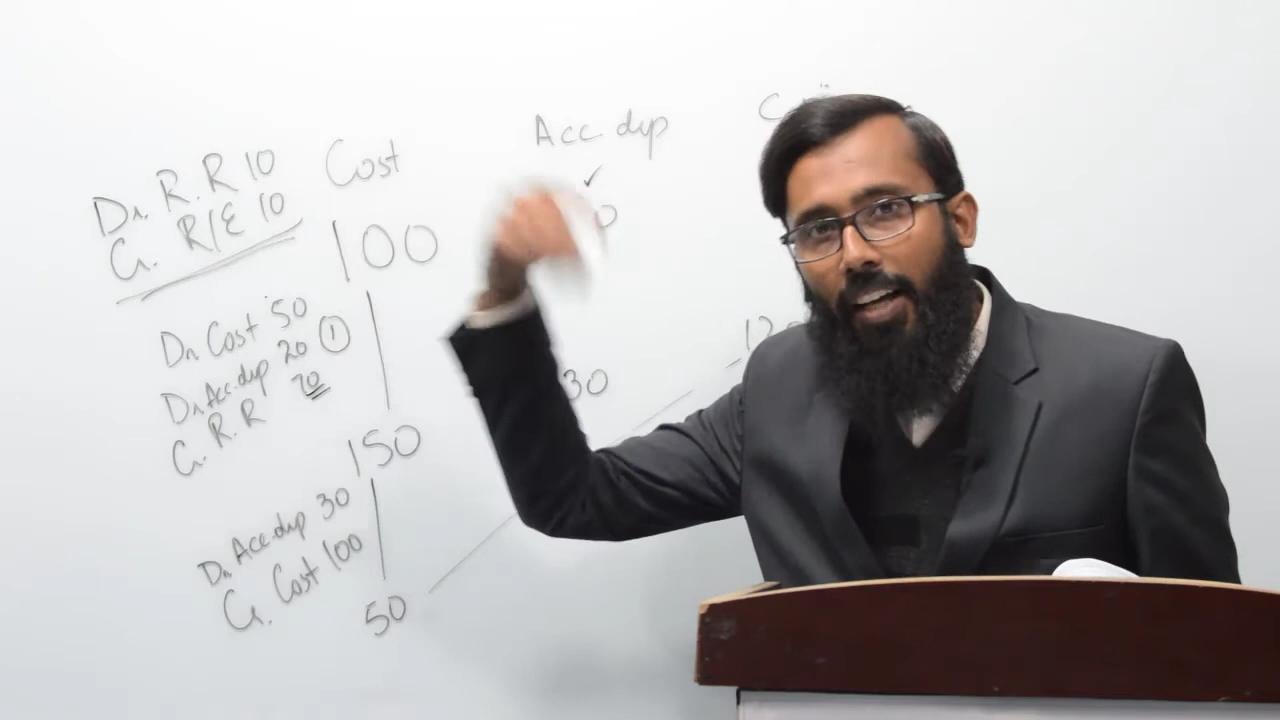 Dr. R. R 10
Cr. R/E 10
Cost
Acc dep
100
Dr. Cost 50
Dr. Acc. dep 20 ①
Cr. R. R 70
150
30
Dr. Acc. dep 30
Cr. Cost 100
50